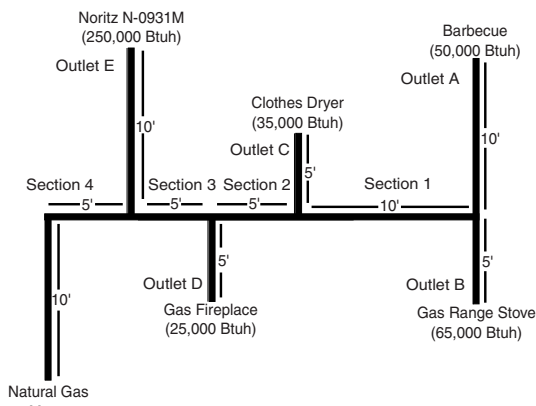 Noritz N-0931M
(250,000 Btuh)
Outlet E
Barbecue
(50,000 Btuh)
Outlet A
Clothes Dryer
(35,000 Btuh)
Outlet C
10'
10'
5'
Section 4
Section 3
Section 2
Section 1
5'
5'
5'
10'
10'
Outlet D
5'
Gas Fireplace
(25,000 Btuh)
Outlet B
5'
Gas Range Stove
(65,000 Btuh)
Natural Gas